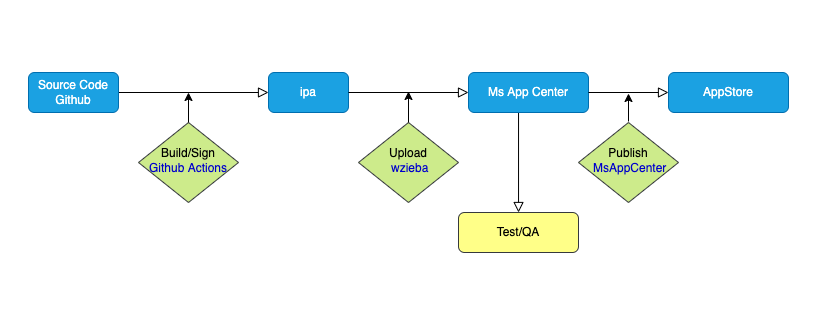 Source Code
Github
ipa
Ms App Center
AppStore
Build/Sign
Github Actions
Upload
wzieba
Publish
MsAppCenter
Test/QA